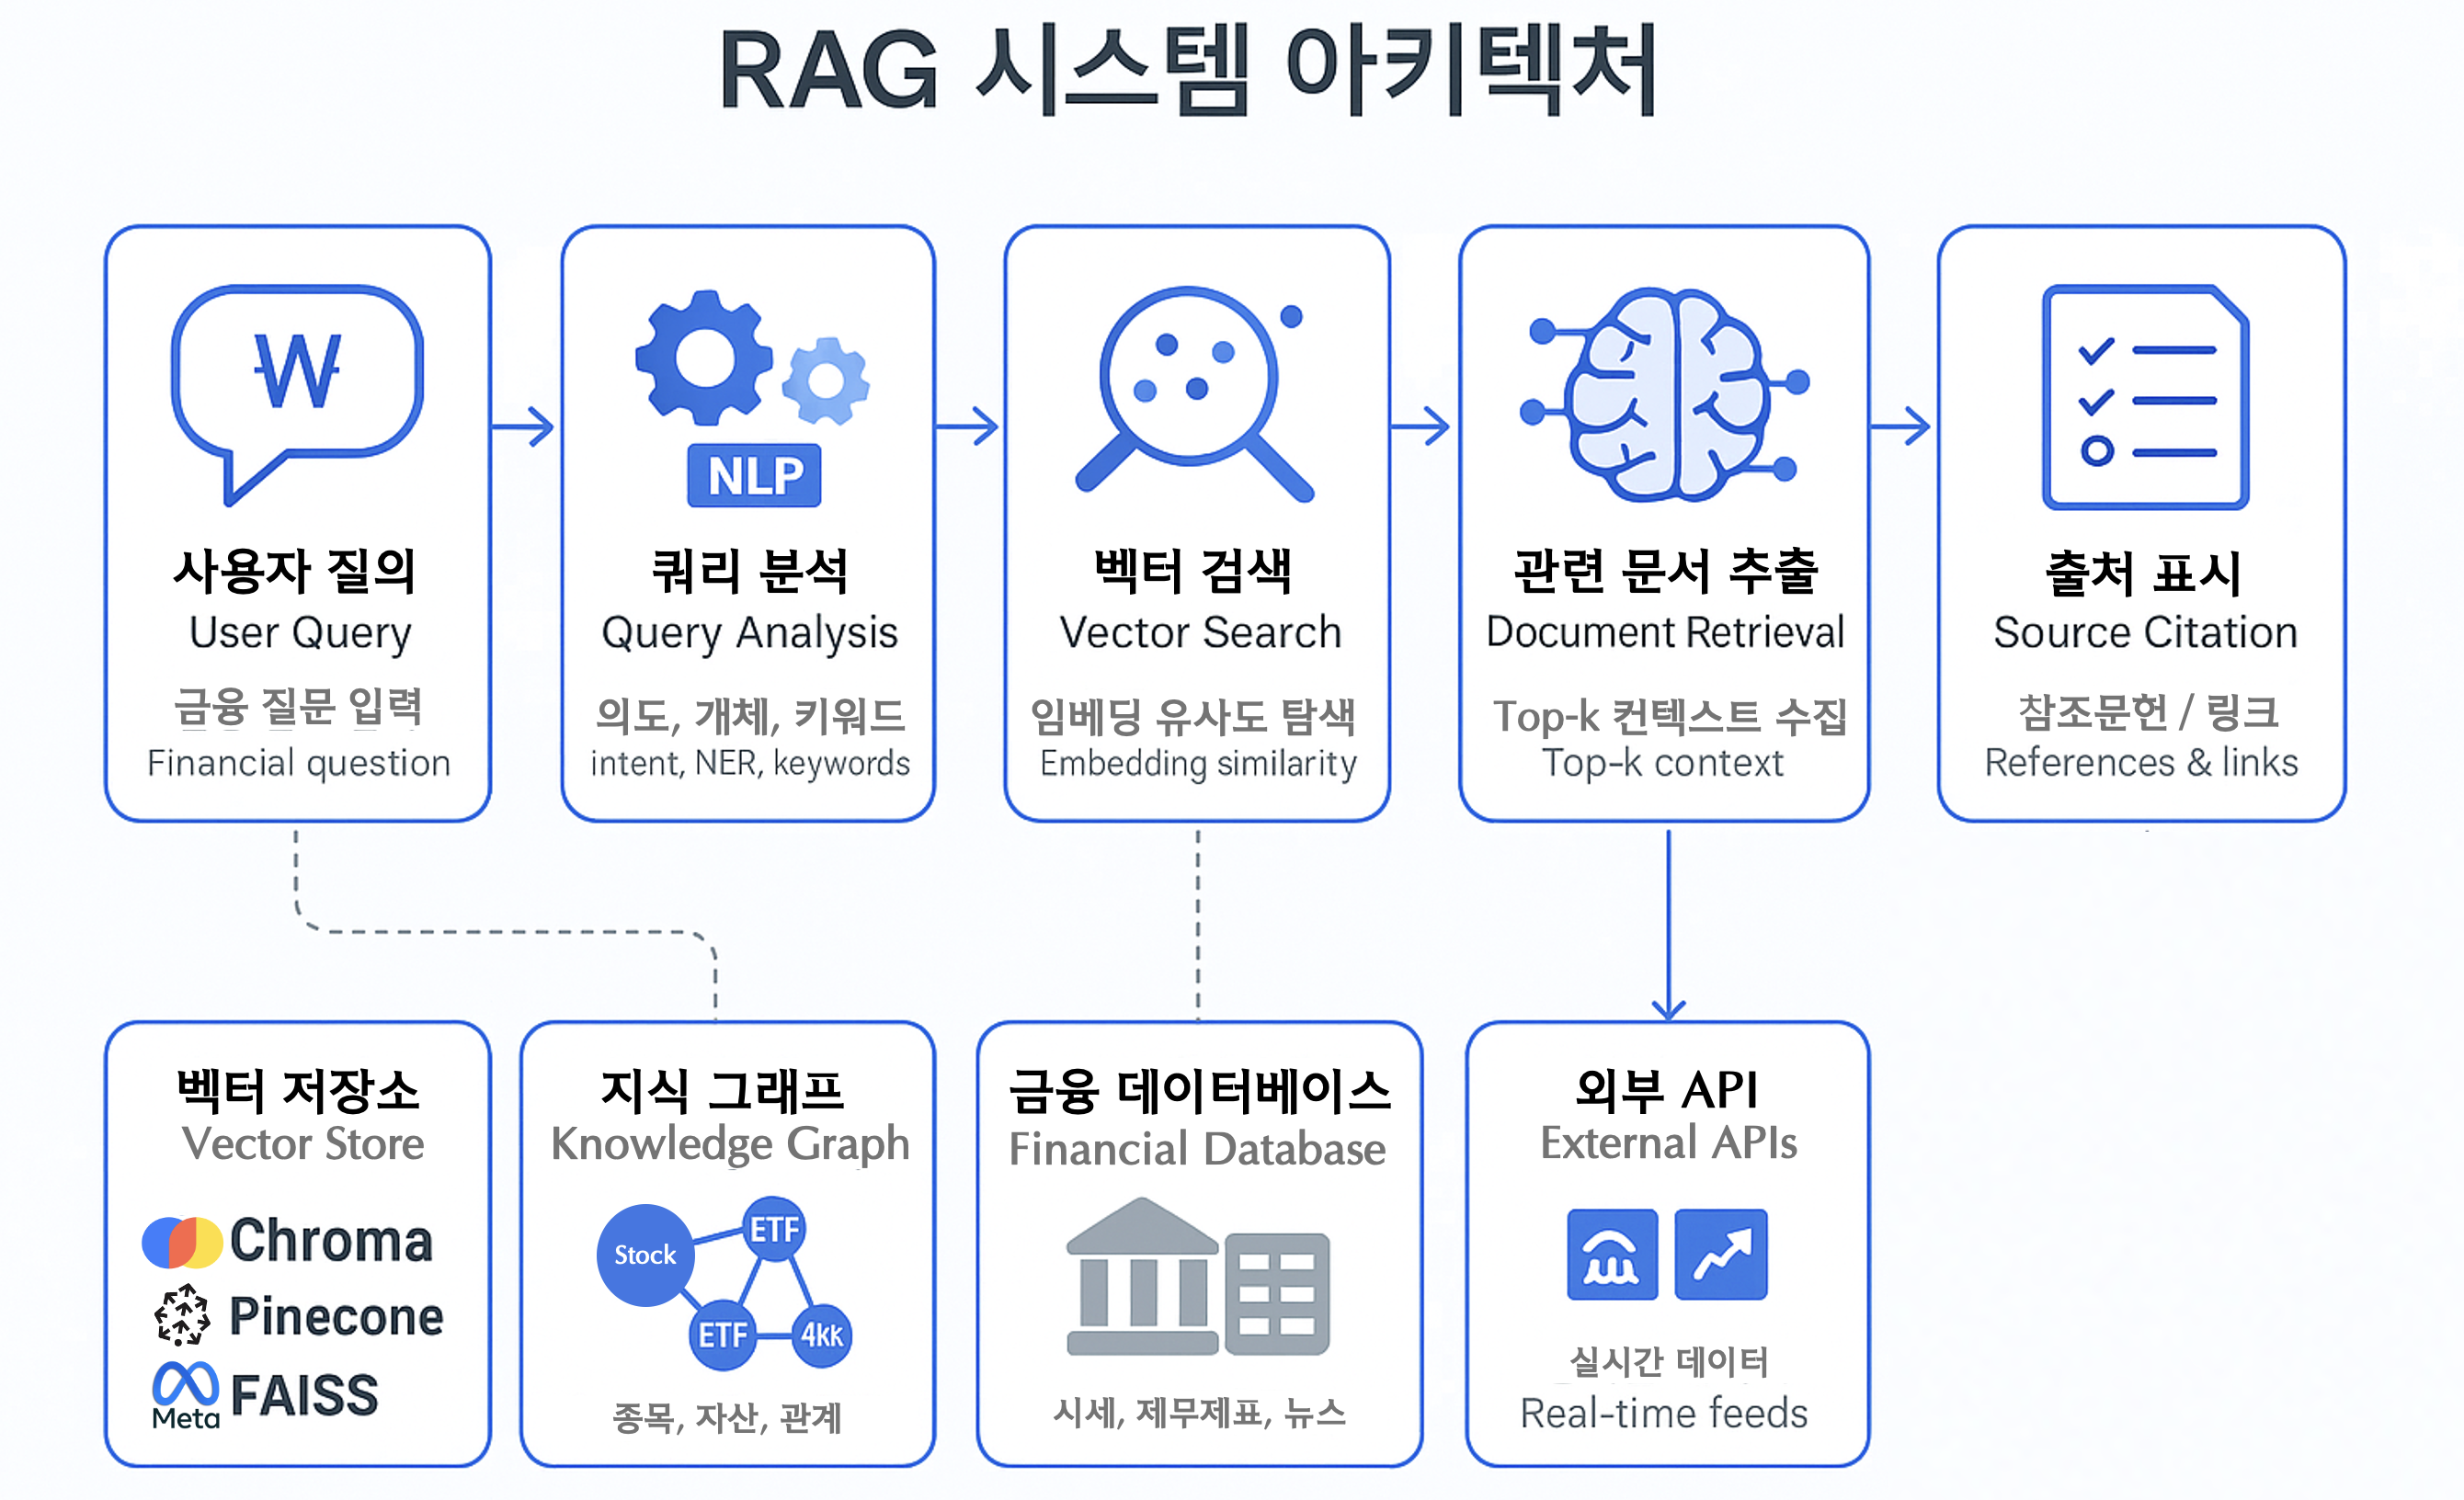 RAG 시스템 아키텍처
₩
NLP
사용자 질의
User Query
금융 질문 입력
Financial question
쿼리 분석
Query Analysis
의도, 개체, 키워드
intent, NER, keywords
벡터 검색
Vector Search
임베딩 유사도 탐색
Embedding similarity
관련 문서 추출
Document Retrieval
Top-k 컨텍스트 수집
Top-k context
출처 표시
Source Citation
참조문헌 / 링크
References & links
벡터 저장소
Vector Store
Chroma
Pinecone
Meta FAISS
지식 그래프
Knowledge Graph
Stock
ETF
ETF
4kk
종목, 자산, 관계
금융 데이터베이스
Financial Database
시세, 재무제표, 뉴스
외부 API
External APIs
실시간 데이터
Real-time feeds